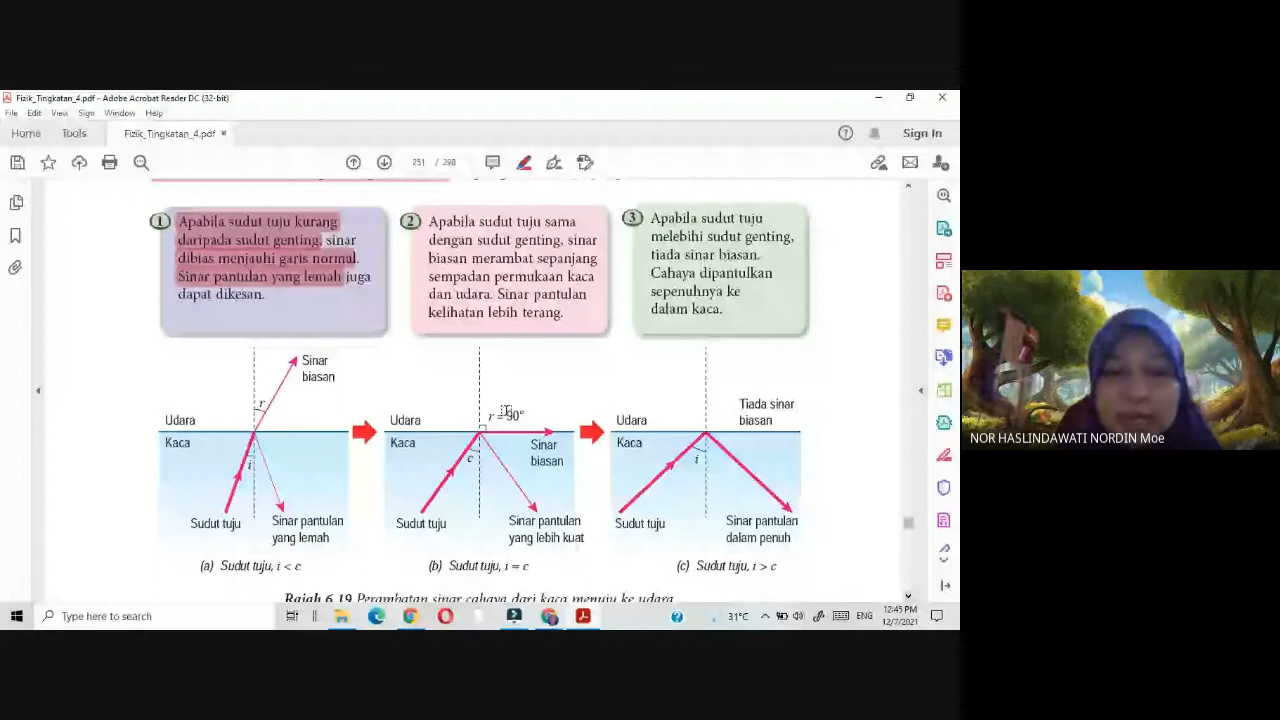 Fizik_Tingkatan_4.pdf - Adobe Acrobat Reader DC (32-bit)
File Edit View Sign Window Help
Home Tools Fizik_Tingkatan_4.pdf × Sign In
251 / 298
1 Apabila sudut tuju kurang
daripada sudut genting, sinar
dibias menjauhi garis normal.
Sinar pantulan yang lemah juga
dapat dikesan.
2 Apabila sudut tuju sama
dengan sudut genting, sinar
biasan merambat sepanjang
sempadan permukaan kaca
dan udara. Sinar pantulan
kelihatan lebih terang.
3 Apabila sudut tuju
melebihi sudut genting,
tiada sinar biasan.
Cahaya dipantulkan
sepenuhnya ke
dalam kaca.
Sinar
biasan
r
Udara
Kaca
i
Sudut tuju
Sinar pantulan
yang lemah
(a) Sudut tuju, i < c
r = 90°
Udara
Kaca
c
Sinar
biasan
Sudut tuju
Sinar pantulan
yang lebih kuat
(b) Sudut tuju, i = c
Tiada sinar
biasan
Udara
Kaca
i
Sudut tuju
Sinar pantulan
dalam penuh
(c) Sudut tuju, i > c
Rajah 6.19 Perambatan sinar cahaya dari kaca menuju ke udara
NOR HASLINDAWATI NORDIN Moe
Type here to search
31°C
ENG
12:45 PM
12/7/2021